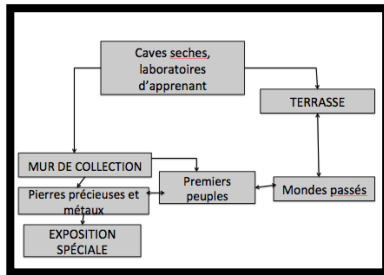 Caves seches,
laboratoires
d'apprenant
TERRASSE
MUR DE COLLECTION
Pierres précieuses et
métaux
Premiers
peuples
Mondes passés
EXPOSITION
SPÉCIALE